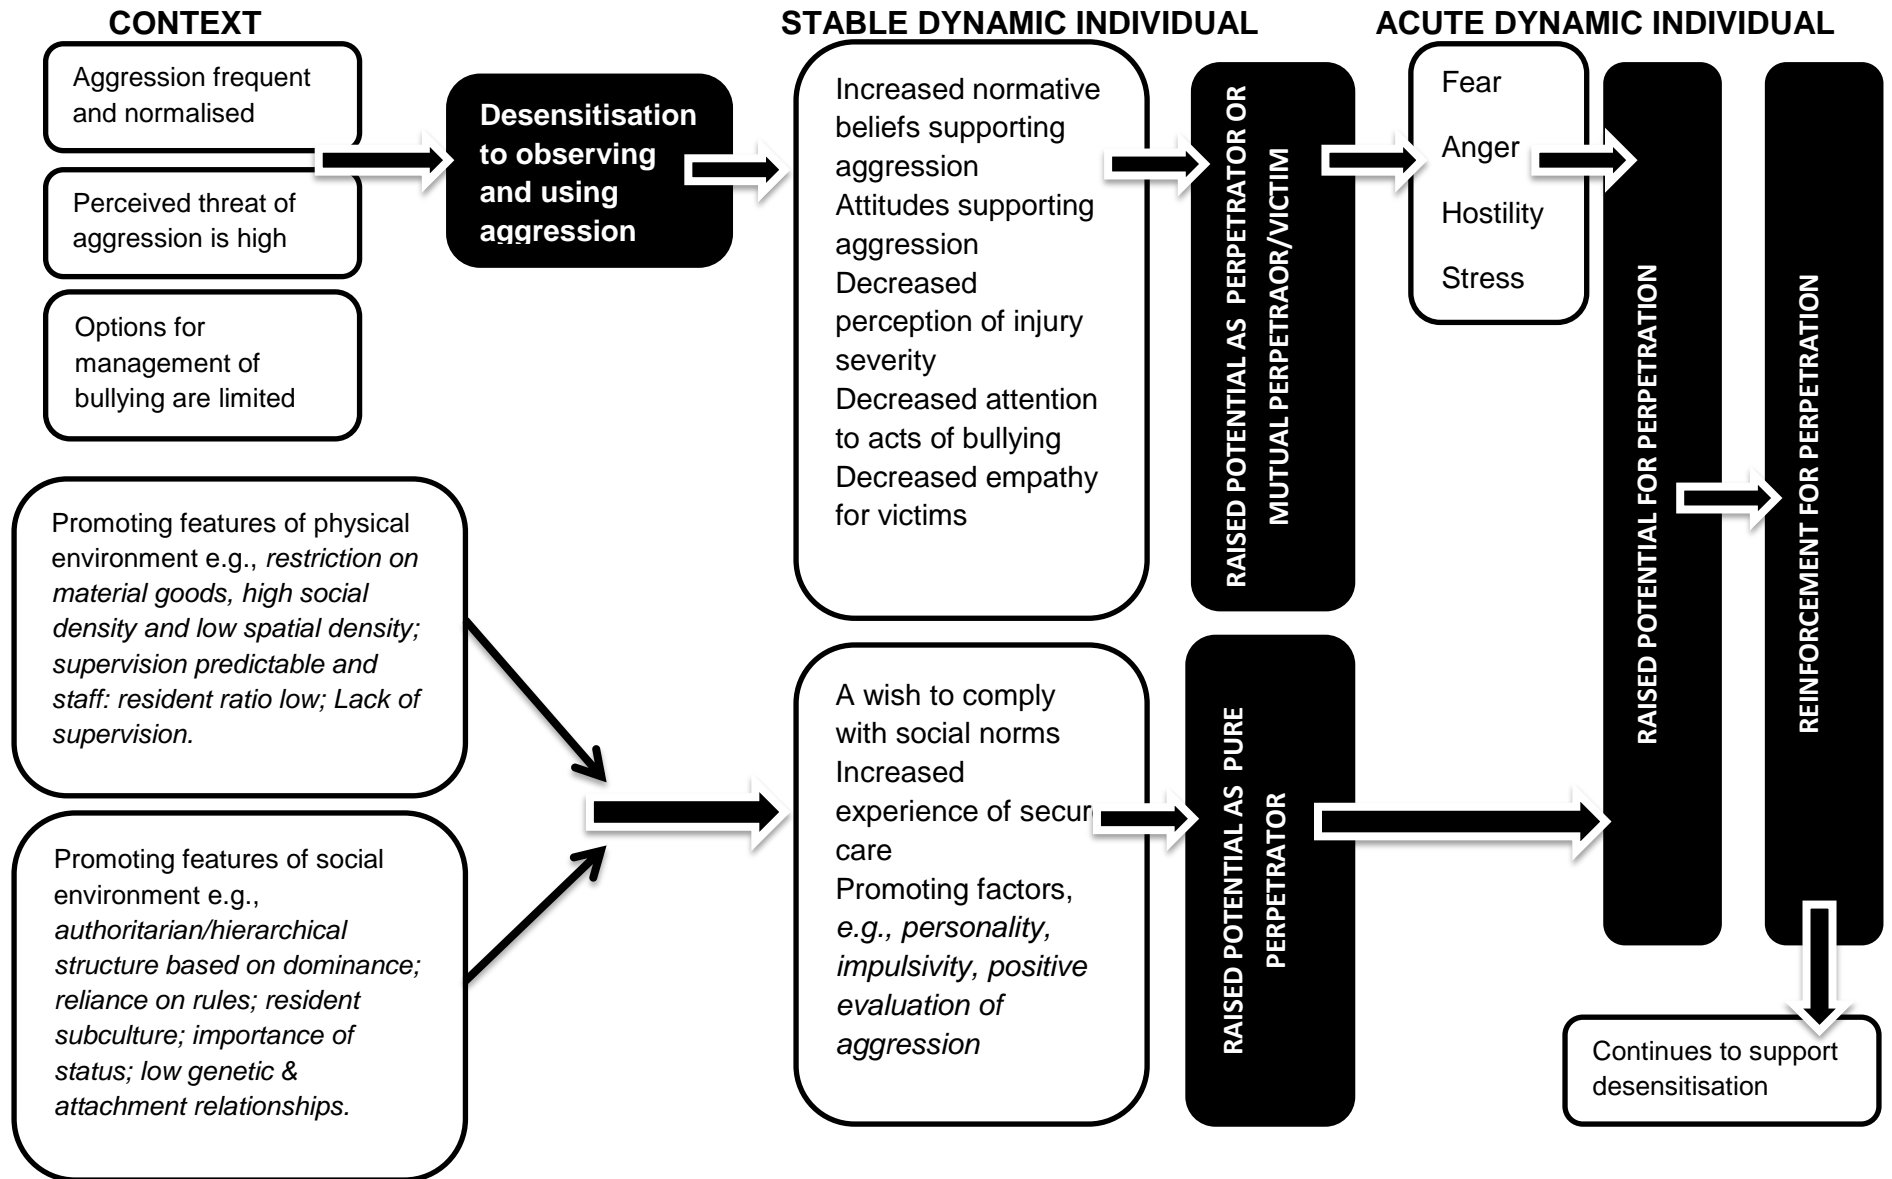 CONTEXT
STABLE DYNAMIC INDIVIDUAL
ACUTE DYNAMIC INDIVIDUAL
Aggression frequent
and normalised
Perceived threat of
aggression is high
Options for
management of
bullying are limited
Desensitisation
to observing
and using
aggression
Increased normative
beliefs supporting
aggression
Attitudes supporting
aggression
Decreased
perception of injury
severity
Decreased attention
to acts of bullying
Decreased empathy
for victims
RAISED POTENTIAL AS PERPETRATOR OR
MUTUAL PERPETRAOR/VICTIM
Fear
Anger
Hostility
Stress
RAISED POTENTIAL FOR PERPETRATION
REINFORCEMENT FOR PERPETRATION
Promoting features of physical
environment e.g., restriction on
material goods, high social
density and low spatial density;
supervision predictable and
staff: resident ratio low; Lack of
supervision.
Promoting features of social
environment e.g.,
authoritarian/hierarchical
structure based on dominance;
reliance on rules; resident
subculture; importance of
status; low genetic &
attachment relationships.
A wish to comply
with social norms
Increased
experience of secur
care
Promoting factors,
e.g., personality,
impulsivity, positive
evaluation of
aggression
RAISED POTENTIAL AS PURE
PERPETRATOR
Continues to support
desensitisation